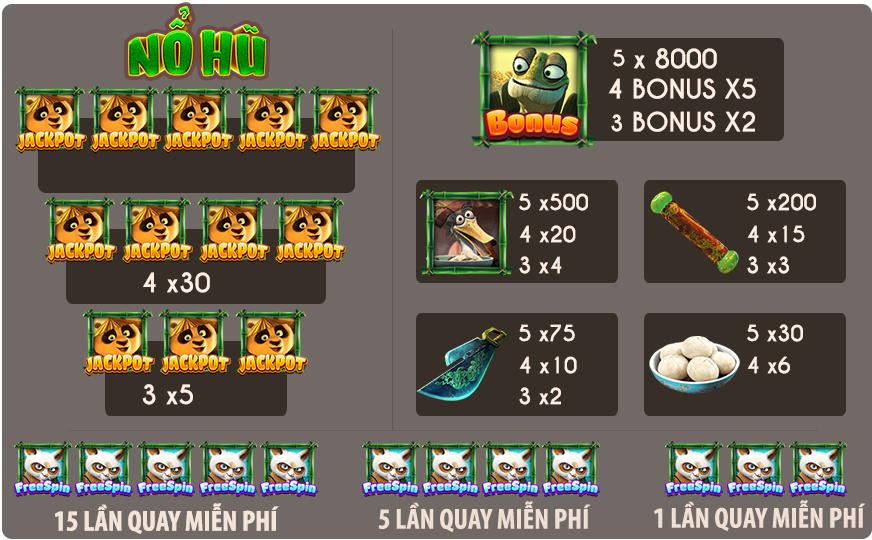 NỔ HŨ
JACKPOT JACKPOT JACKPOT JACKPOT JACKPOT
JACKPOT JACKPOT JACKPOT JACKPOT
4 x30
JACKPOT JACKPOT JACKPOT
3 x5
Bonus
5 x 8000
4 BONUS X5
3 BONUS X2
5 x500
4 x20
3 x4
5 x200
4 x15
3 x3
5 x75
4 x10
3 x2
5 x30
4 x6
FreeSpin FreeSpin FreeSpin FreeSpin FreeSpin
15 LẦN QUAY MIỄN PHÍ
FreeSpin FreeSpin FreeSpin FreeSpin
5 LẦN QUAY MIỄN PHÍ
FreeSpin FreeSpin FreeSpin
1 LẦN QUAY MIỄN PHÍ